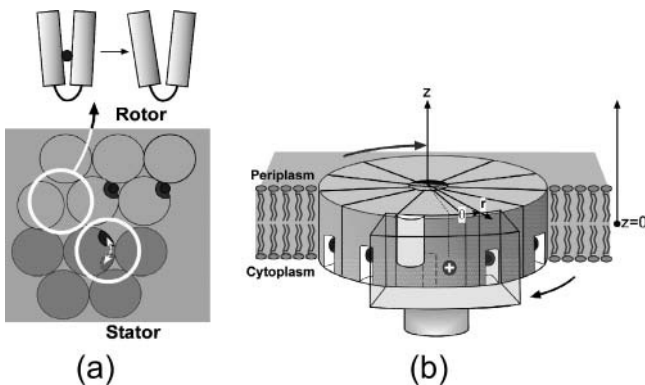 Rotor
Stator
(a)
z
Periplasm
θ
r
z=0
+
Cytoplasm
(b)